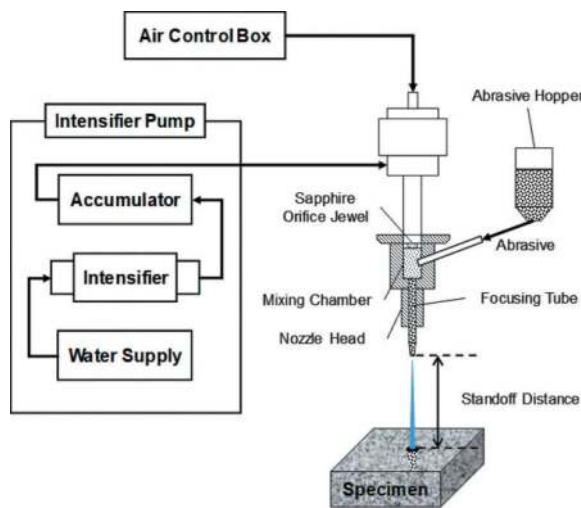 Air Control Box
Intensifier Pump
Accumulator
Intensifier
Water Supply
Abrasive Hopper
Sapphire
Orifice Jewel
Abrasive
Mixing Chamber
Focusing Tube
Nozzle Head
Standoff Distance
Specimen